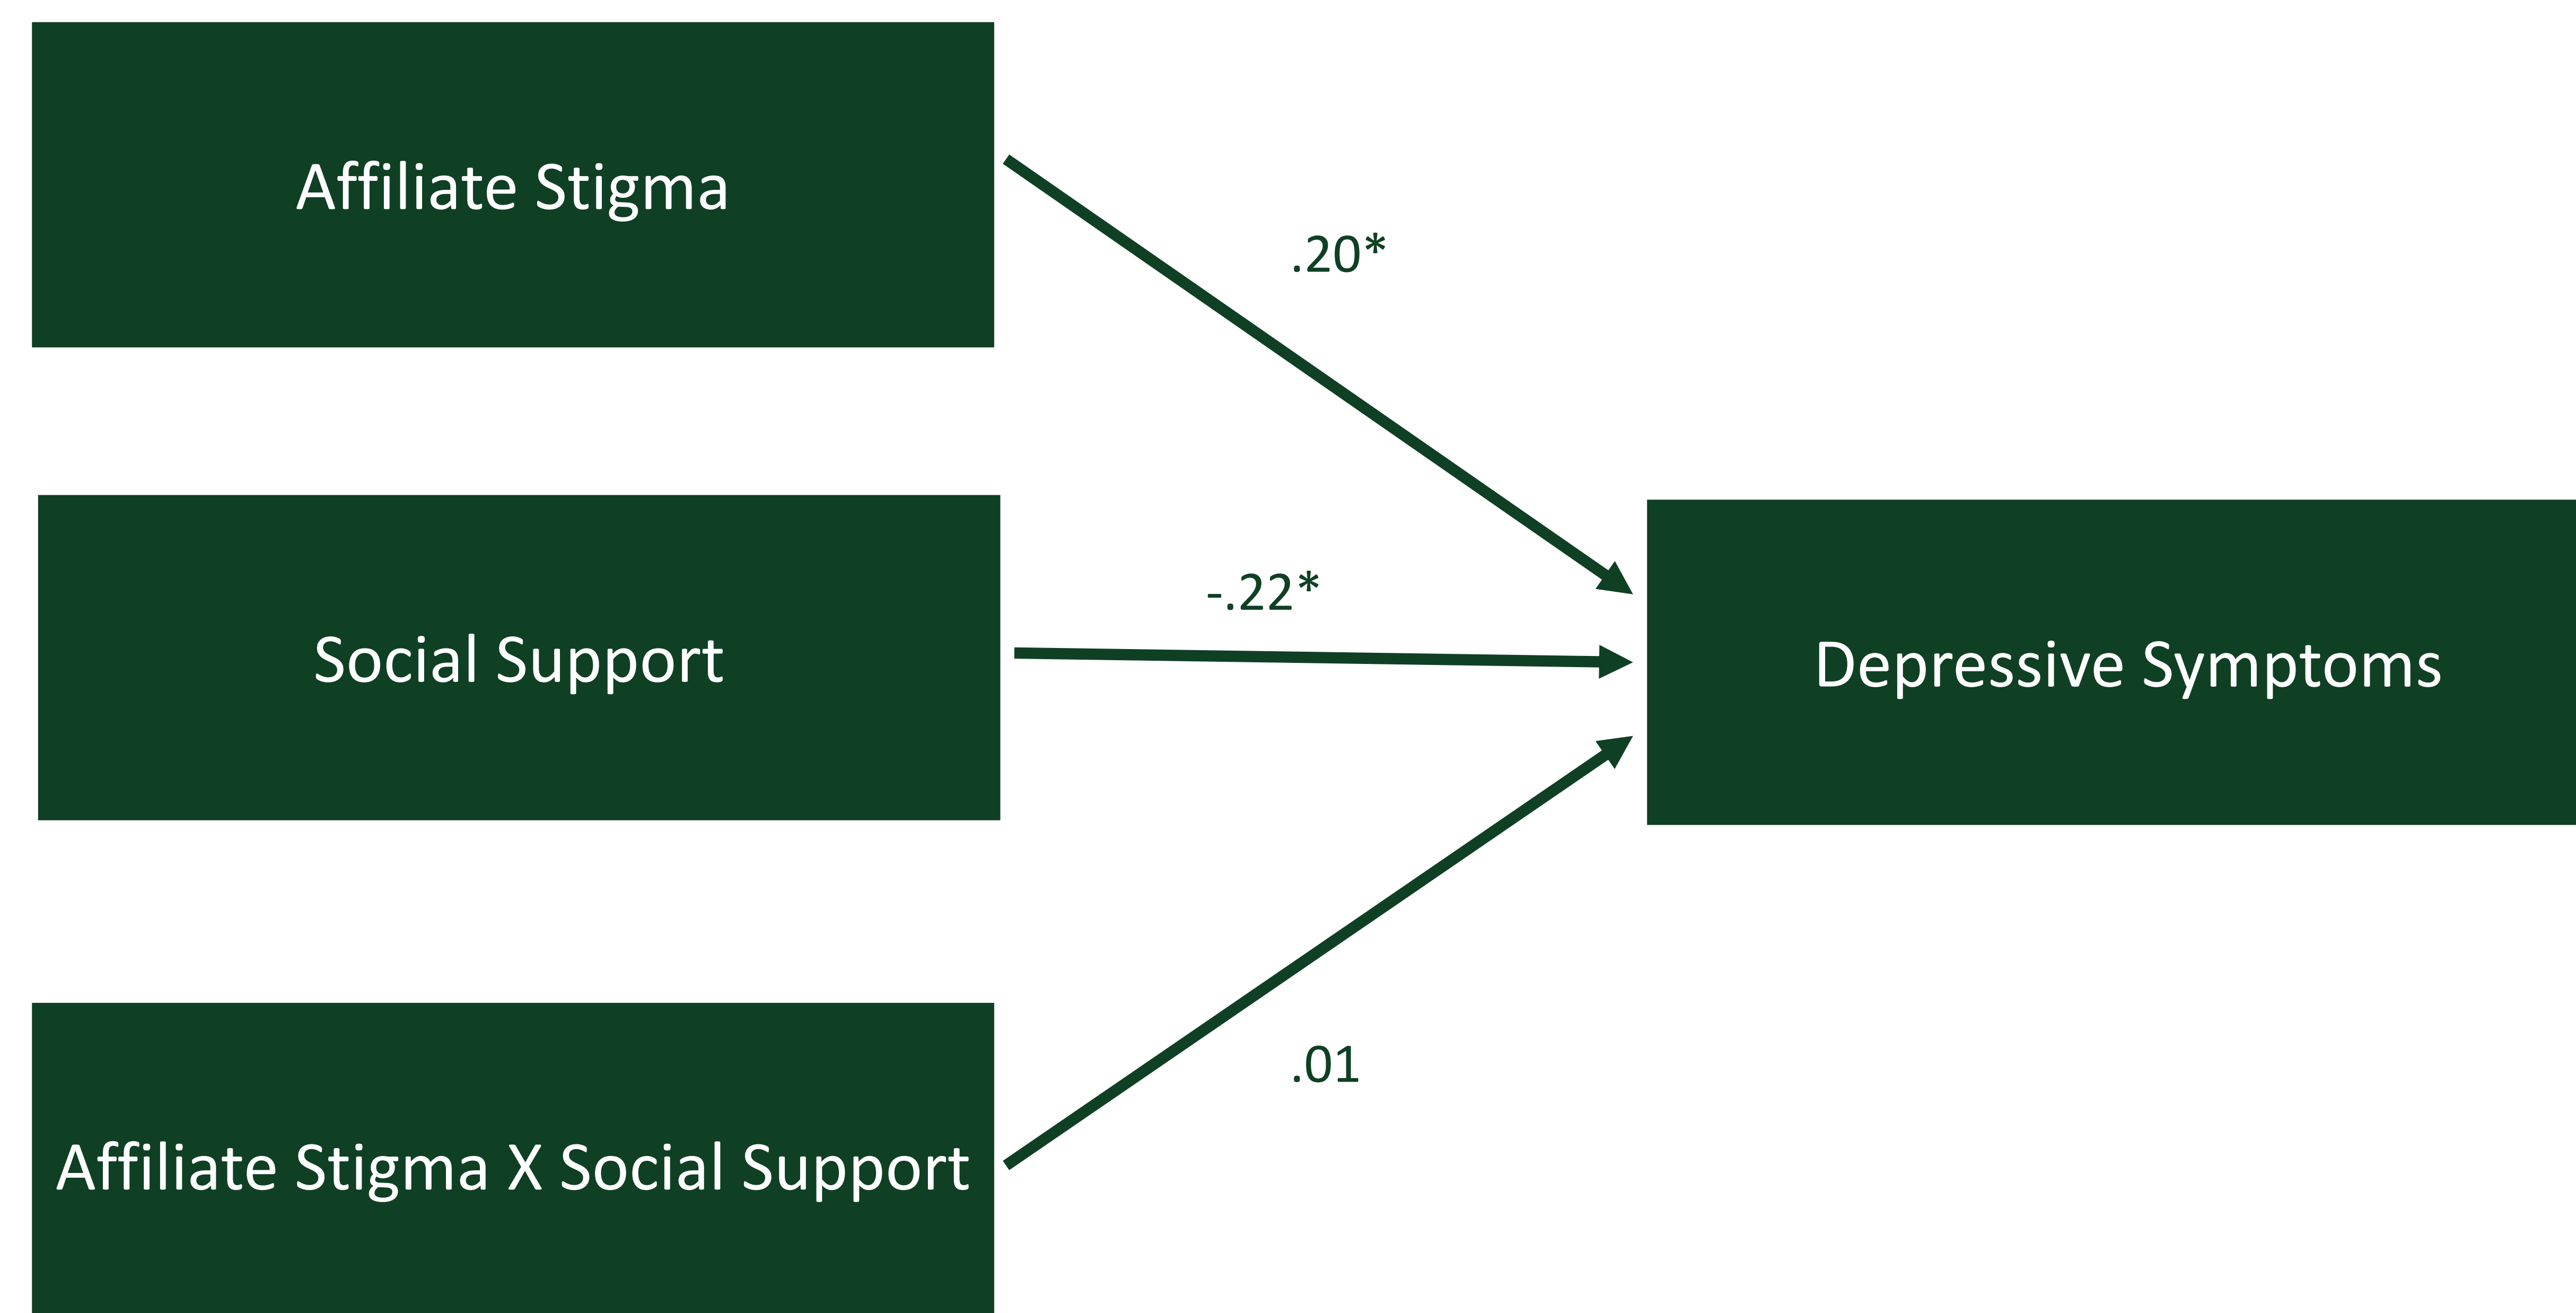 Affiliate Stigma
.20*
-.22*
Social Support
Depressive Symptoms
.01
Affiliate Stigma X Social Support